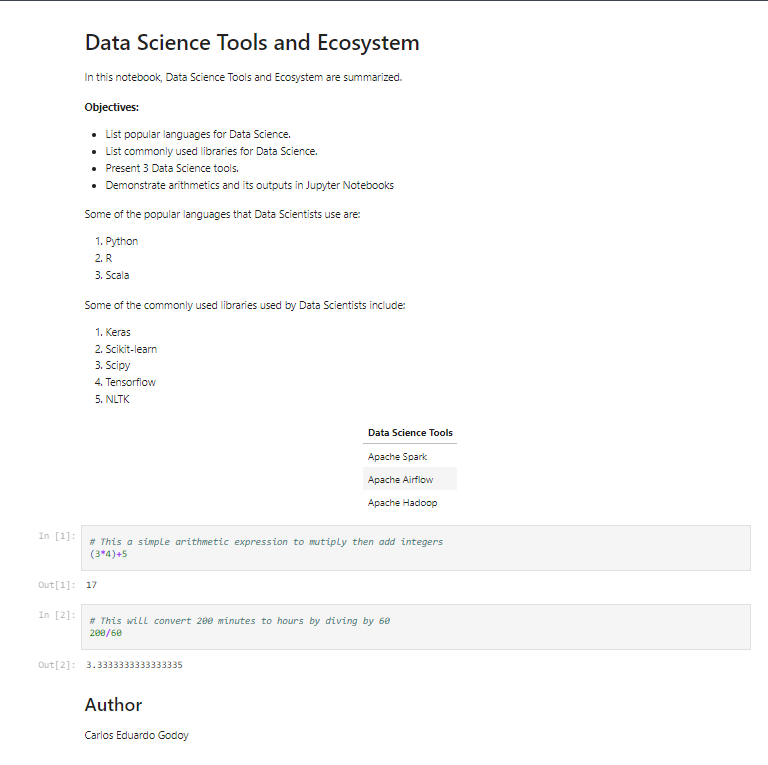 Data Science Tools and Ecosystem
In this notebook, Data Science Tools and Ecosystem are summarized.
Objectives:
• List popular languages for Data Science.
• List commonly used libraries for Data Science.
• Present 3 Data Science tools.
• Demonstrate arithmetics and its outputs in Jupyter Notebooks
Some of the popular languages that Data Scientists use are:
1. Python
2. R
3. Scala
Some of the commonly used libraries used by Data Scientists include:
1. Keras
2. Scikit-learn
3. Scipy
4. Tensorflow
5. NLTK
Data Science Tools
Apache Spark
Apache Airflow
Apache Hadoop
In [1]: # This a simple arithmetic expression to mutiply then add integers
(3*4)+5
Out[1]: 17
In [2]: # This will convert 200 minutes to hours by diving by 60
200/60
Out[2]: 3.3333333333333335
Author
Carlos Eduardo Godoy